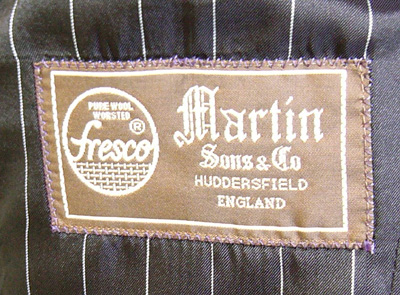 PURE WOOL
WORSTED
fresco®
Martin
Sons & Co
HUDDERSFIELD
ENGLAND